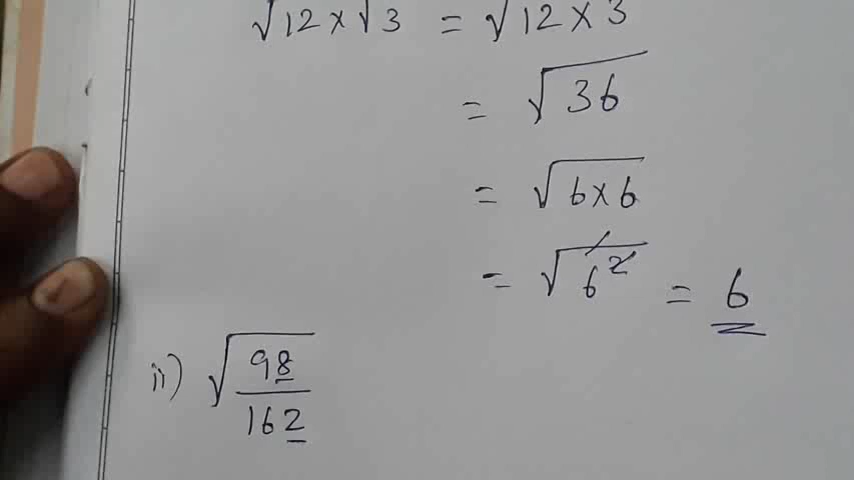 √12 × √3 = √12 × 3
= √36
= √6×6
= √6² = 6
ii) √98/162